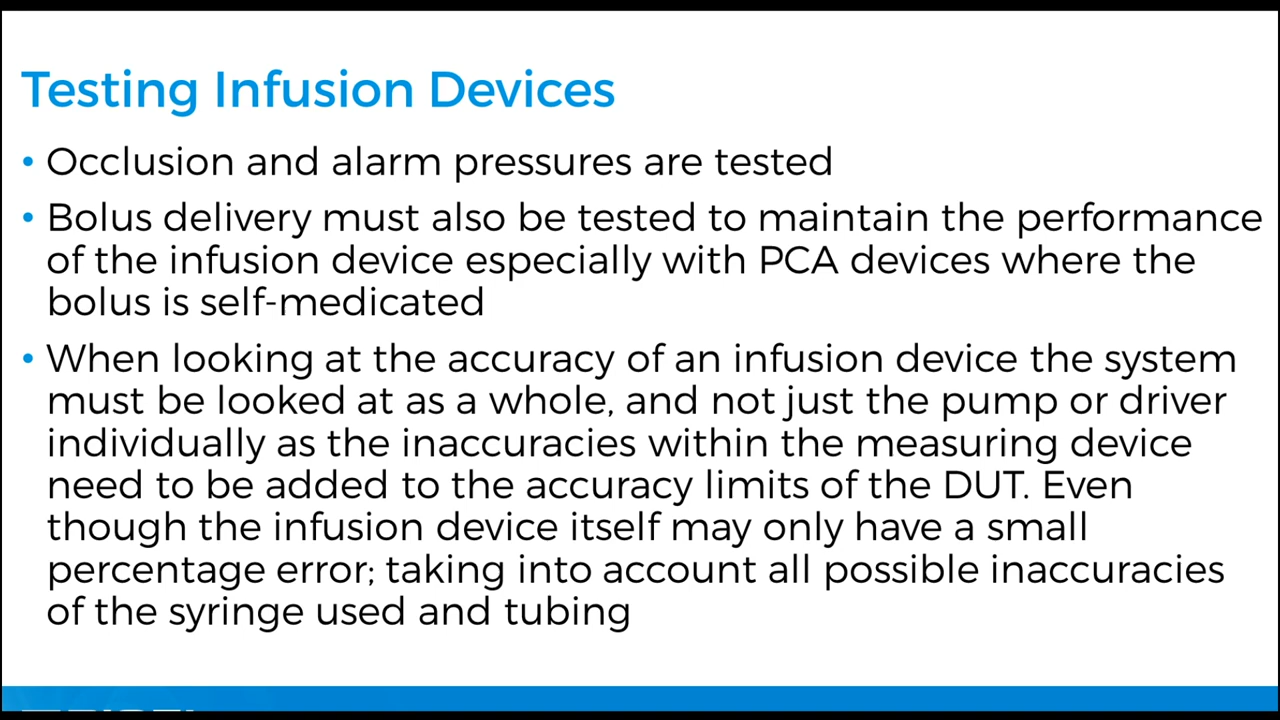 Testing Infusion Devices
• Occlusion and alarm pressures are tested
• Bolus delivery must also be tested to maintain the performance
of the infusion device especially with PCA devices where the
bolus is self-medicated
• When looking at the accuracy of an infusion device the system
must be looked at as a whole, and not just the pump or driver
individually as the inaccuracies within the measuring device
need to be added to the accuracy limits of the DUT. Even
though the infusion device itself may only have a small
percentage error; taking into account all possible inaccuracies
of the syringe used and tubing